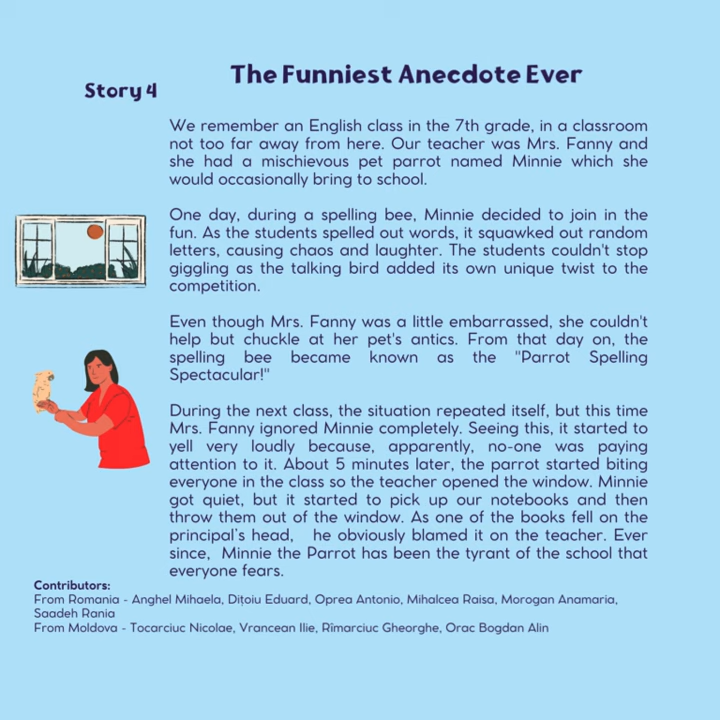 The Funniest Anecdote Ever
Story 4
We remember an English class in the 7th grade, in a classroom
not too far away from here. Our teacher was Mrs. Fanny and
she had a mischievous pet parrot named Minnie which she
would occasionally bring to school.
One day, during a spelling bee, Minnie decided to join in the
fun. As the students spelled out words, it squawked out random
letters, causing chaos and laughter. The students couldn't stop
giggling as the talking bird added its own unique twist to the
competition.
Even though Mrs. Fanny was a little embarrassed, she couldn't
help but chuckle at her pet's antics. From that day on, the
spelling bee became known as the "Parrot Spelling
Spectacular!"
During the next class, the situation repeated itself, but this time
Mrs. Fanny ignored Minnie completely. Seeing this, it started to
yell very loudly because, apparently, no-one was paying
attention to it. About 5 minutes later, the parrot started biting
everyone in the class so the teacher opened the window. Minnie
got quiet, but it started to pick up our notebooks and then
throw them out of the window. As one of the books fell on the
principal's head, he obviously blamed it on the teacher. Ever
since, Minnie the Parrot has been the tyrant of the school that
everyone fears.
Contributors:
From Romania - Anghel Mihaela, Dițoiu Eduard, Oprea Antonio, Mihalcea Raisa, Morogan Anamaria,
Saadeh Rania
From Moldova - Tocarciuc Nicolae, Vrancean Ilie, Rîmarciuc Gheorghe, Orac Bogdan Alin